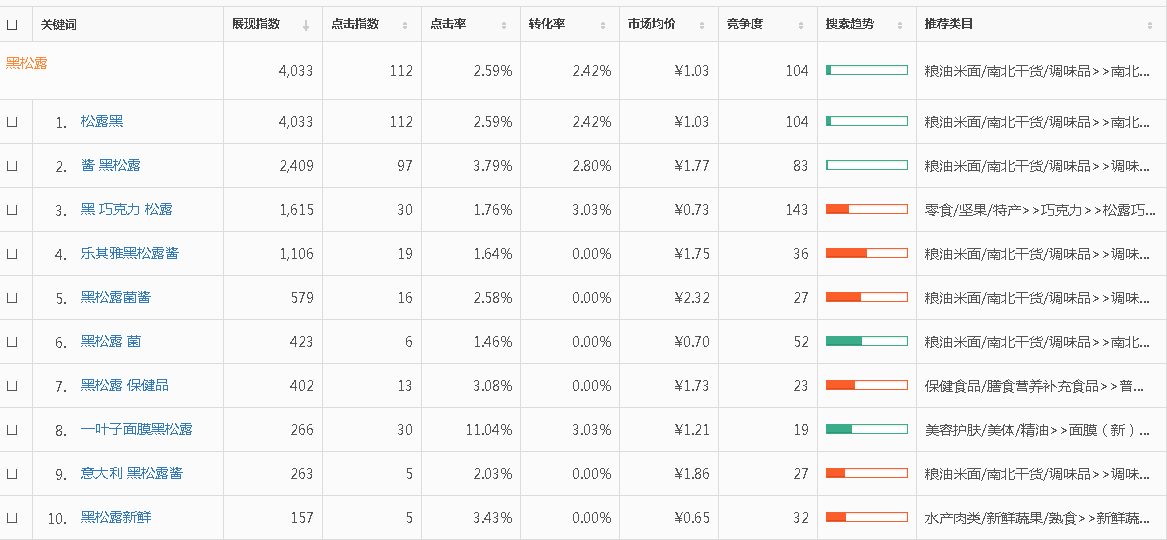 关键词 展现指数 点击指数 点击率 转化率 市场均价 竞争度 搜索趋势 推荐类目
黑松露 4,033 112 2.59% 2.42% ¥1.03 104 粮油米面/南北干货/调味品>>南北...
1. 松露黑 4,033 112 2.59% 2.42% ¥1.03 104 粮油米面/南北干货/调味品>>南北...
2. 酱 黑松露 2,409 97 3.79% 2.80% ¥1.77 83 粮油米面/南北干货/调味品>>调味...
3. 黑 巧克力 松露 1,615 30 1.76% 3.03% ¥0.73 143 零食/坚果/特产>>巧克力>>松露巧...
4. 乐其雅黑松露酱 1,106 19 1.64% 0.00% ¥1.75 36 粮油米面/南北干货/调味品>>调味...
5. 黑松露菌酱 579 16 2.58% 0.00% ¥2.32 27 粮油米面/南北干货/调味品>>调味...
6. 黑松露 菌 423 6 1.46% 0.00% ¥0.70 52 粮油米面/南北干货/调味品>>南北...
7. 黑松露 保健品 402 13 3.08% 0.00% ¥1.73 23 保健食品/膳食营养补充食品>>普...
8. 一叶子面膜黑松露 266 30 11.04% 3.03% ¥1.21 19 美容护肤/美体/精油>>面膜（新）...
9. 意大利 黑松露酱 263 5 2.03% 0.00% ¥1.86 27 粮油米面/南北干货/调味品>>调味...
10. 黑松露新鲜 157 5 3.43% 0.00% ¥0.65 32 水产肉类/新鲜蔬果/熟食>>新鲜蔬...